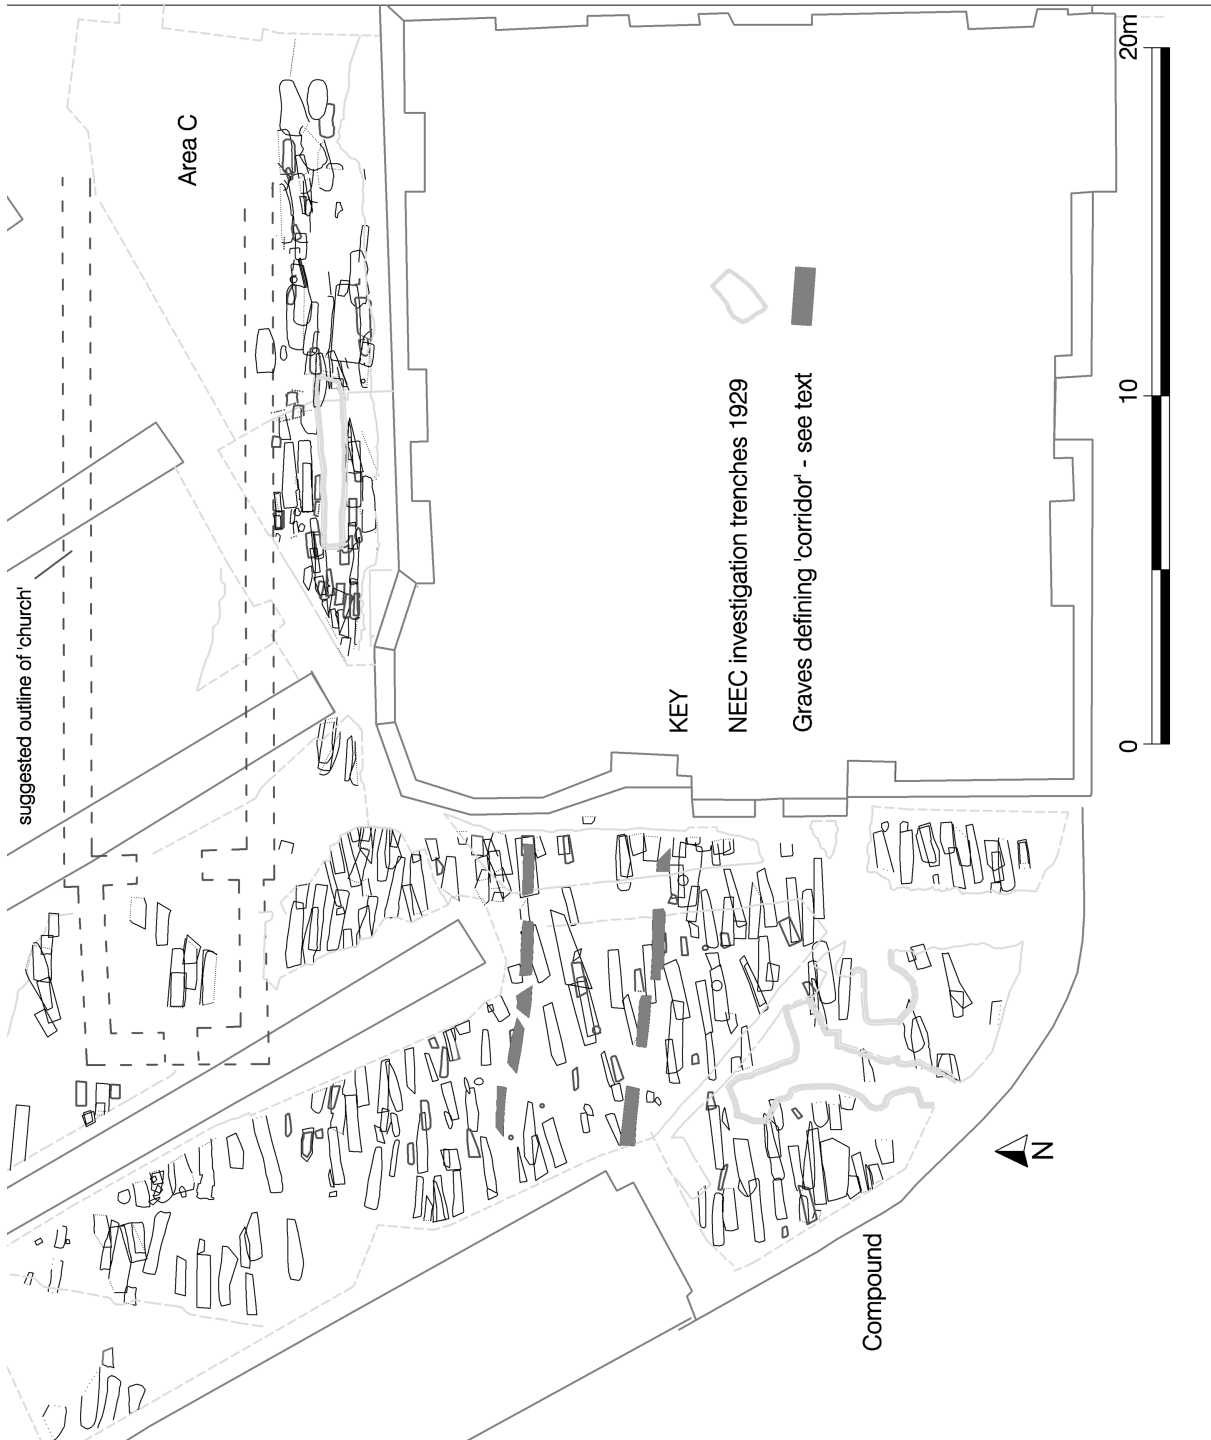 suggested outline of 'church'
Area C
KEY
NEEC investigation trenches 1929
Graves defining 'corridor' - see text
Compound
N
0
10
20m